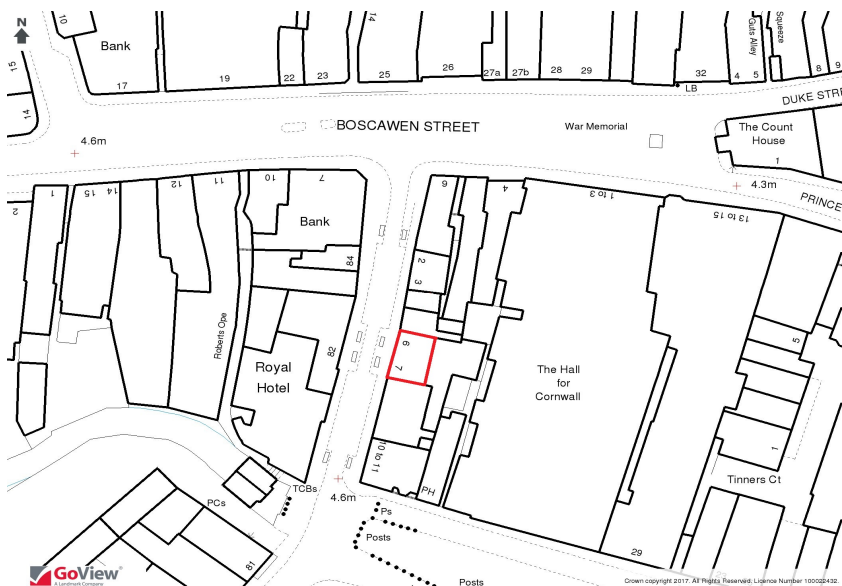 N
10
Bank
17
19
22
23
14
25
26
27a
27b
28
29
32
Guts Alley
Squeeze
4
5
8
9
15
14
LB
DUKE STRE
BOSCAWEN STREET
War Memorial
The Count
House
1
4.6m
4.3m
PRINCE
2
1
15
14
12
11
10
7
Bank
84
6
4
1 to 3
13 to 15
2
3
Roberts Ope
82
Royal
Hotel
6
7
The Hall
for
Cornwall
5
1
10 to 11
PH
Tinners Ct
TCBs
4.6m
PCs
Ps
Posts
81
29
Posts
GoView®
A Landmark Company
Crown copyright 2017. All Rights Reserved. Licence Number 100022432.